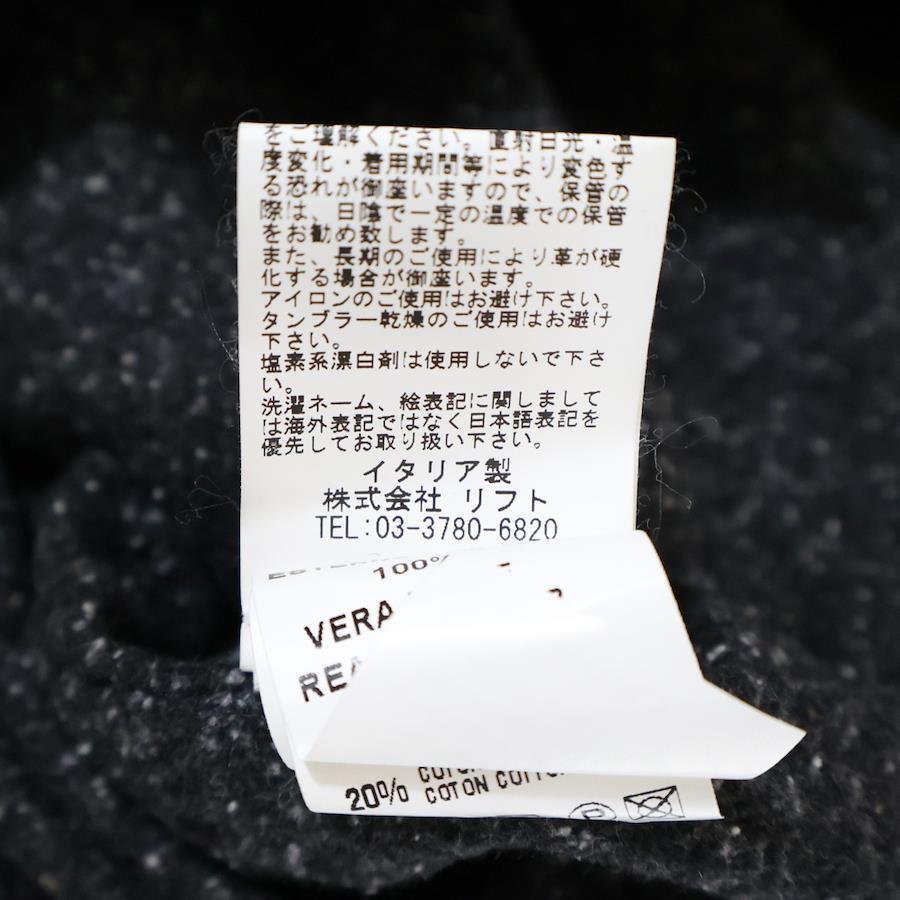 をご理解ください。直射日光・温
度変化・着用期間等により変色す
る恐れが御座いますので、保管の
際は、日陰で一定の温度での保管
をお勧め致します。
また、長期のご使用により革が硬
化する場合が御座います。
アイロンのご使用はお避け下さい。
タンブラー乾燥のご使用はお避け
下さい。
塩素系漂白剤は使用しないで下さ
い。
洗濯ネーム、絵表記に関しまして
は海外表記ではなく日本語表記を
優先してお取り扱い下さい。
イタリア製
株式会社 リフト
TEL:03-3780-6820
100%
VERA
20% COTON COTTON
P